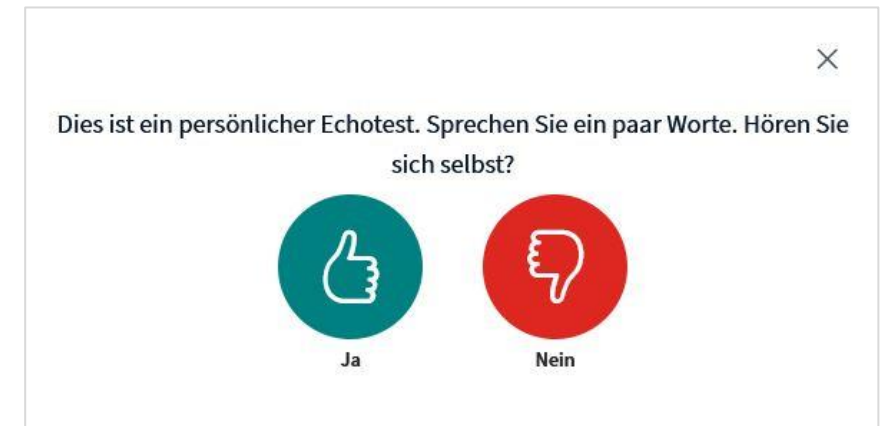 Dies ist ein persönlicher Echotest. Sprechen Sie ein paar Worte. Hören Sie
sich selbst?
Ja
Nein